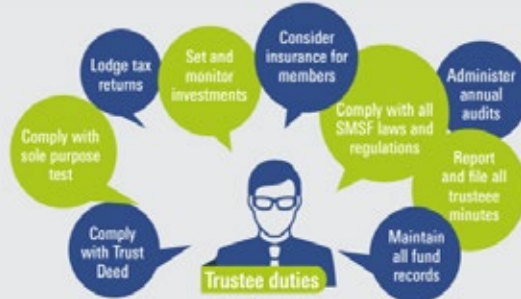 Lodge tax
returns
Set and
monitor
investments
Consider
insurance for
members
Administer
annual
audits
Comply with all
SMSF laws and
regulations
Comply with
sole purpose
test
Report
and file all
trusteee
minutes
Comply
with Trust
Deed
Maintain
all fund
records
Trustee duties